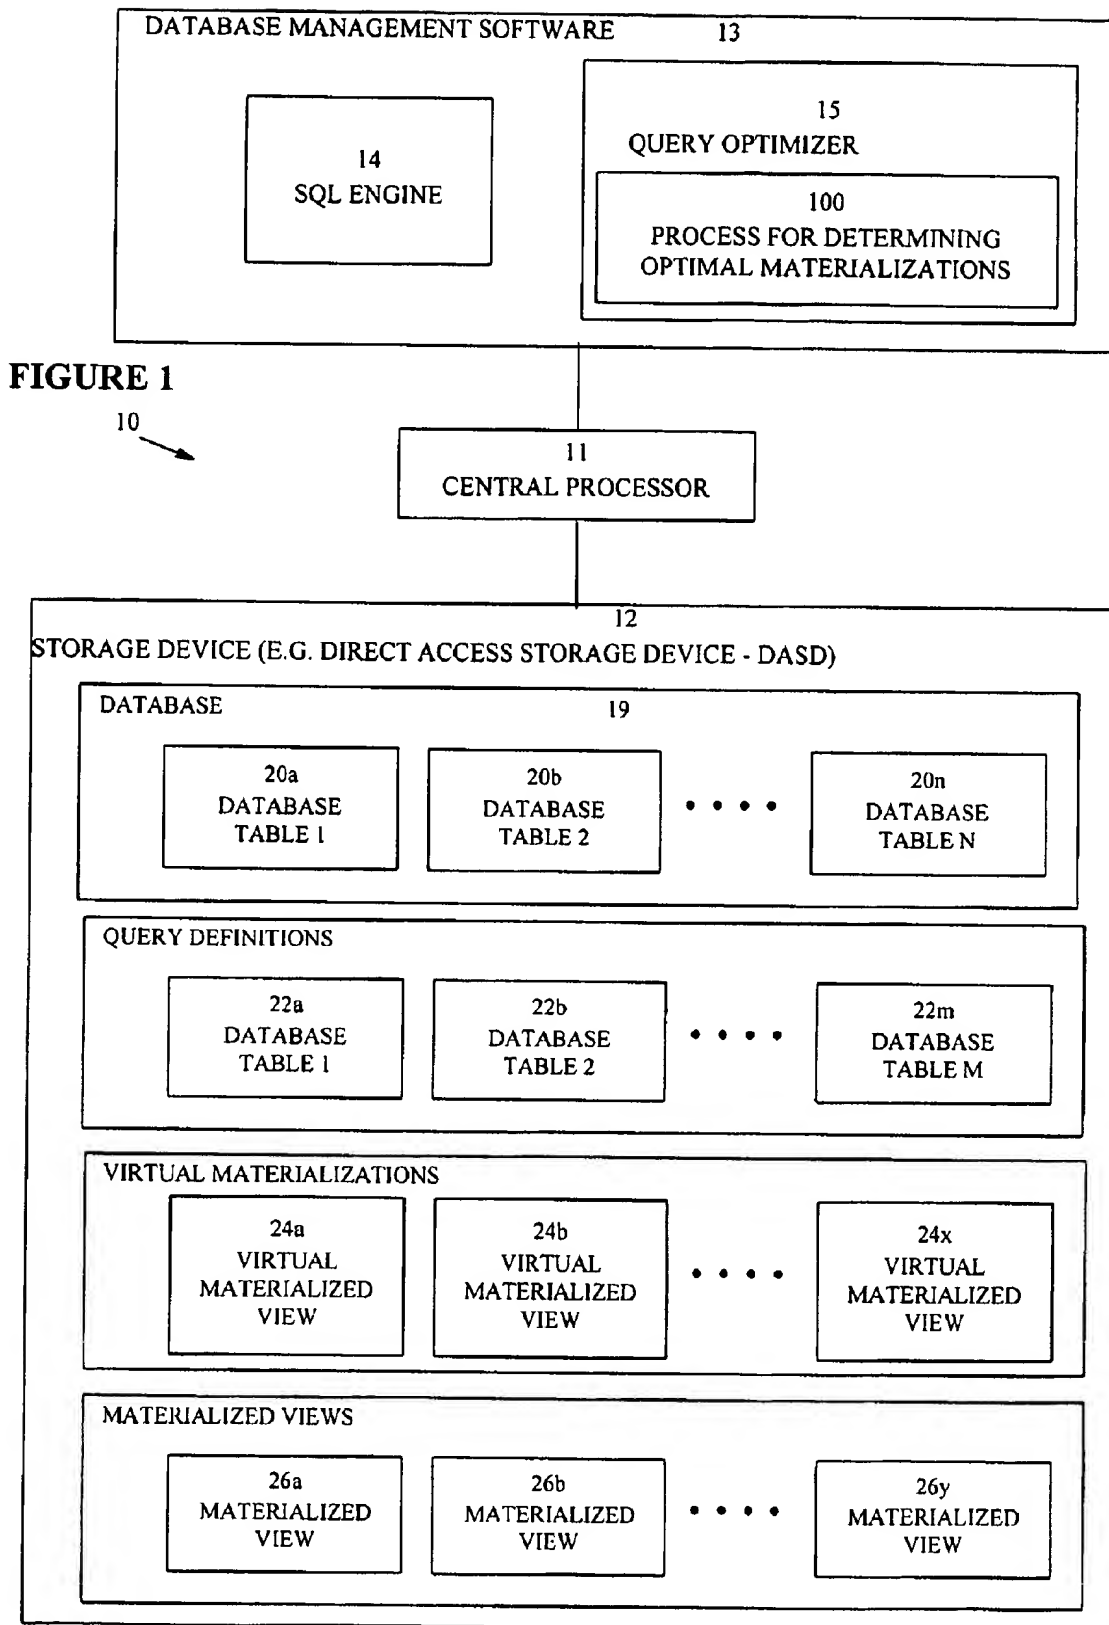 DATABASE MANAGEMENT SOFTWARE 13
15
QUERY OPTIMIZER
14
SQL ENGINE
100
PROCESS FOR DETERMINING
OPTIMAL MATERIALIZATIONS
FIGURE 1
10
11
CENTRAL PROCESSOR
12
STORAGE DEVICE (E.G. DIRECT ACCESS STORAGE DEVICE - DASD)
DATABASE 19
20a
DATABASE
TABLE 1
20b
DATABASE
TABLE 2
20n
DATABASE
TABLE N
QUERY DEFINITIONS
22a
DATABASE
TABLE 1
22b
DATABASE
TABLE 2
22m
DATABASE
TABLE M
VIRTUAL MATERIALIZATIONS
24a
VIRTUAL
MATERIALIZED
VIEW
24b
VIRTUAL
MATERIALIZED
VIEW
24x
VIRTUAL
MATERIALIZED
VIEW
MATERIALIZED VIEWS
26a
MATERIALIZED
VIEW
26b
MATERIALIZED
VIEW
26y
MATERIALIZED
VIEW